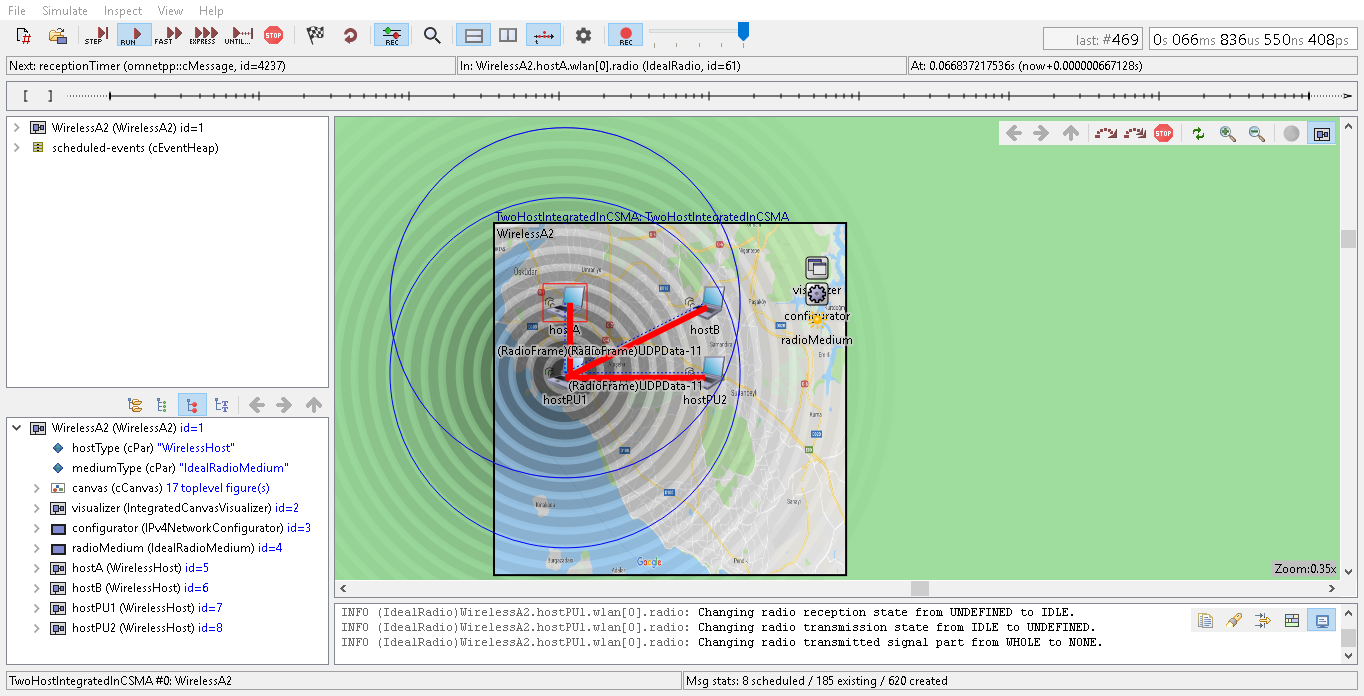 File Simulate Inspect View Help
STEP RUN FAST EXPRESS UNTIL... STOP REC REC
last: #469 0s 066ms 836us 550ns 408ps
Next: receptionTimer (omnetpp::cMessage, id=4237) In: WirelessA2.hostA.wlan[0].radio (IdealRadio, id=61) At: 0.066837217536s (now+0.000000667128s)
[ ]
WirelessA2 (WirelessA2) id=1
scheduled-events (cEventHeap)
STOP
TwoHostIntegratedInCSMA: TwoHostIntegratedInCSMA
WirelessA2
Üsküdar
Ümraniye
visualizer
configurator
radioMedium
hostA
hostB
(RadioFrame)(RadioFrame)UDPData-11
(RadioFrame)UDPData-11
hostPU1
hostPU2
Google
Zoom:0.35x
WirelessA2 (WirelessA2) id=1
hostType (cPar) "WirelessHost"
mediumType (cPar) "IdealRadioMedium"
canvas (cCanvas) 17 toplevel figure(s)
visualizer (IntegratedCanvasVisualizer) id=2
configurator (IPv4NetworkConfigurator) id=3
radioMedium (IdealRadioMedium) id=4
hostA (WirelessHost) id=5
hostB (WirelessHost) id=6
hostPU1 (WirelessHost) id=7
hostPU2 (WirelessHost) id=8
INFO (IdealRadio)WirelessA2.hostPU1.wlan[0].radio: Changing radio reception state from UNDEFINED to IDLE.
INFO (IdealRadio)WirelessA2.hostPU1.wlan[0].radio: Changing radio transmission state from IDLE to UNDEFINED.
INFO (IdealRadio)WirelessA2.hostPU1.wlan[0].radio: Changing radio transmitted signal part from WHOLE to NONE.
TwoHostIntegratedInCSMA #0: WirelessA2 Msg stats: 8 scheduled / 185 existing / 620 created